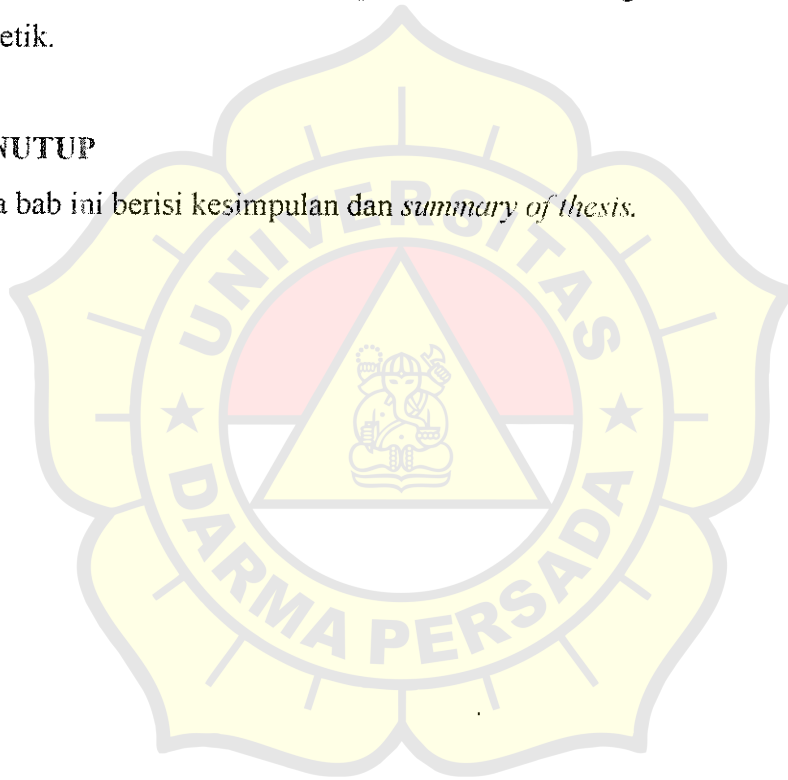 etik.
NUTUP
a bab ini berisi kesimpulan dan summary of thesis.
UNIVERSITAS
DARMA PERSADA